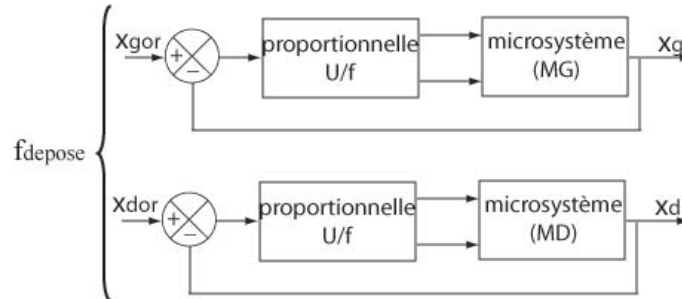 xgor
+
−
proportionnelle
U/f
microsystème
(MG)
xg
fdepose
xdor
+
−
proportionnelle
U/f
microsystème
(MD)
xd